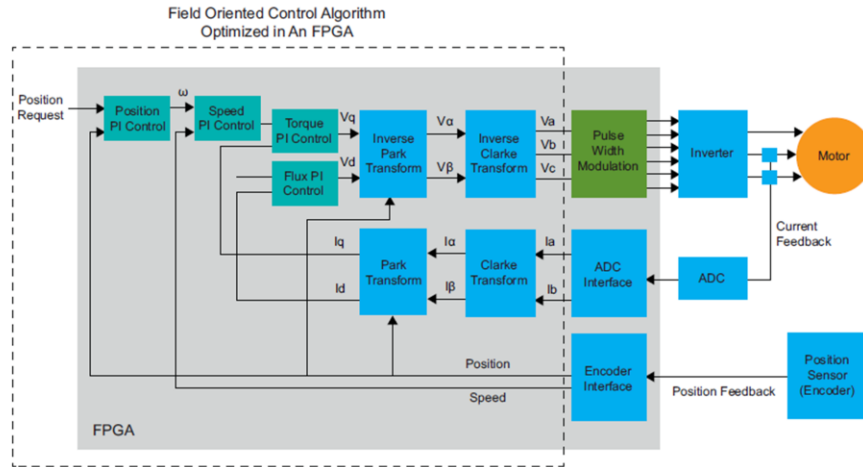 Field Oriented Control Algorithm
Optimized in An FPGA
Position
Request
Position
PI Control
ω
Speed
PI Control
Torque
PI Control
Vq
Flux PI
Control
Vd
Inverse
Park
Transform
Vα
Vβ
Inverse
Clarke
Transform
Va
Vb
Vc
Pulse
Width
Modulation
Inverter
Motor
Current
Feedback
Iq
Id
Park
Transform
Iα
Iβ
Clarke
Transform
Ia
Ib
ADC
Interface
ADC
Position
Speed
Encoder
Interface
Position Feedback
Position
Sensor
(Encoder)
FPGA